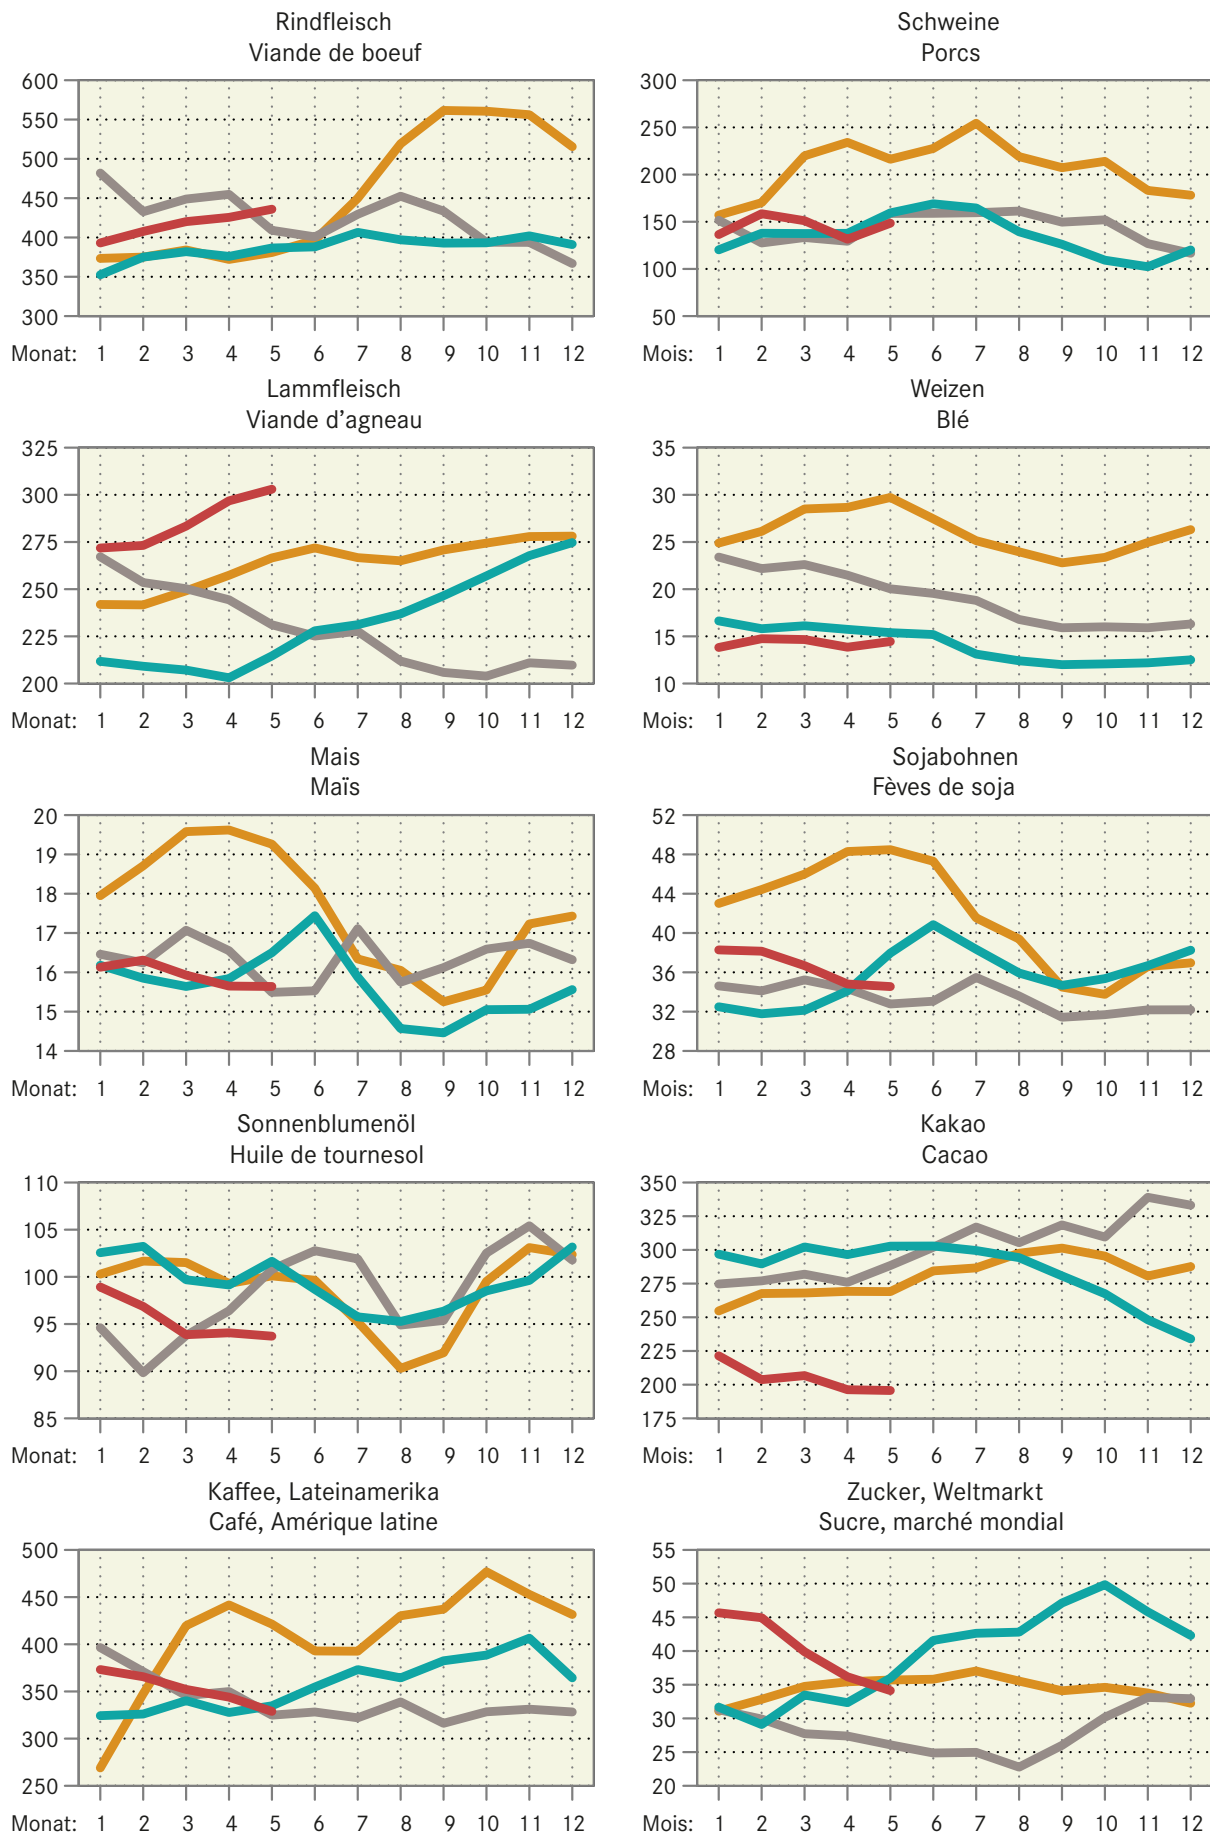 Rindfleisch
Viande de boeuf
600
550
500
450
400
350
300
Monat: 1 2 3 4 5 6 7 8 9 10 11 12
Schweine
Porcs
300
250
200
150
100
50
Mois: 1 2 3 4 5 6 7 8 9 10 11 12
Lammfleisch
Viande d'agneau
325
300
275
250
225
200
Monat: 1 2 3 4 5 6 7 8 9 10 11 12
Weizen
Blé
35
30
25
20
15
10
Mois: 1 2 3 4 5 6 7 8 9 10 11 12
Mais
Maïs
20
19
18
17
16
15
14
Monat: 1 2 3 4 5 6 7 8 9 10 11 12
Sojabohnen
Fèves de soja
52
48
44
40
36
32
28
Mois: 1 2 3 4 5 6 7 8 9 10 11 12
Sonnenblumenöl
Huile de tournesol
110
105
100
95
90
85
Monat: 1 2 3 4 5 6 7 8 9 10 11 12
Kakao
Cacao
350
325
300
275
250
225
200
175
Mois: 1 2 3 4 5 6 7 8 9 10 11 12
Kaffee, Lateinamerika
Café, Amérique latine
500
450
400
350
300
250
Monat: 1 2 3 4 5 6 7 8 9 10 11 12
Zucker, Weltmarkt
Sucre, marché mondial
55
50
45
40
35
30
25
20
Mois: 1 2 3 4 5 6 7 8 9 10 11 12